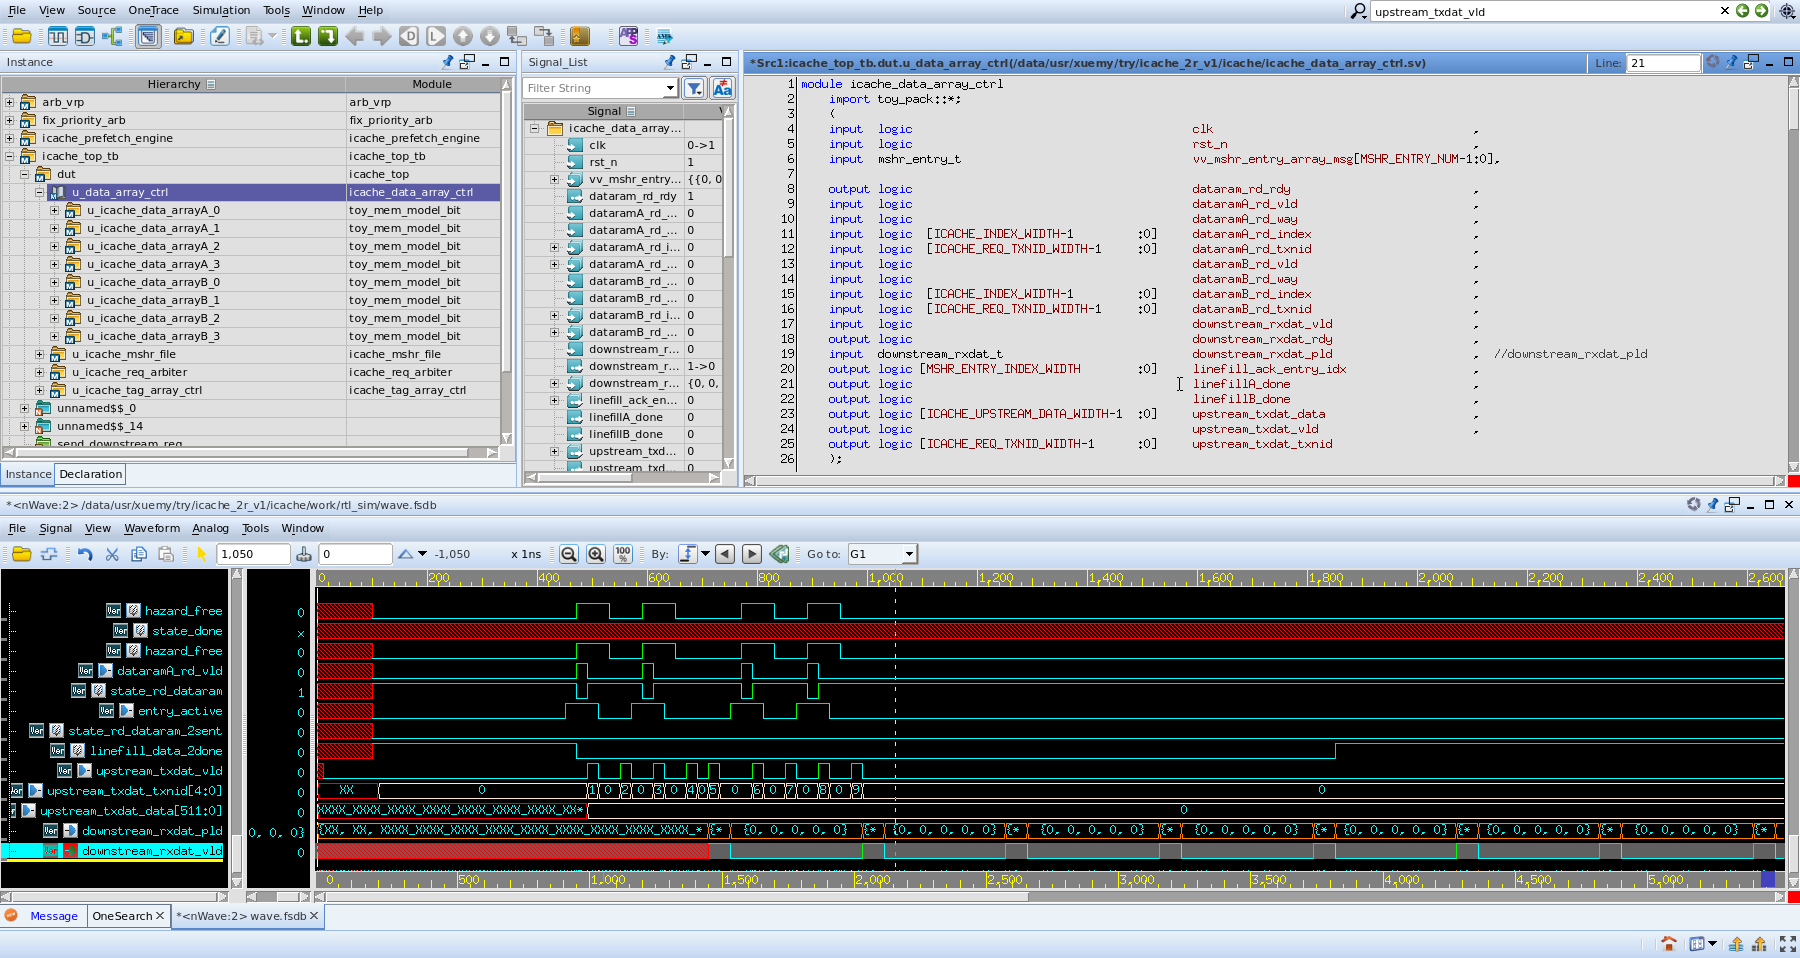 File View Source OneTrace Simulation Tools Window Help
upstream_txdat_vld
Instance
Hierarchy Module
arb_vrp arb_vrp
fix_priority_arb fix_priority_arb
icache_prefetch_engine icache_prefetch_engine
icache_top_tb icache_top_tb
dut icache_top
u_data_array_ctrl icache_data_array_ctrl
u_icache_data_arrayA_0 toy_mem_model_bit
u_icache_data_arrayA_1 toy_mem_model_bit
u_icache_data_arrayA_2 toy_mem_model_bit
u_icache_data_arrayA_3 toy_mem_model_bit
u_icache_data_arrayB_0 toy_mem_model_bit
u_icache_data_arrayB_1 toy_mem_model_bit
u_icache_data_arrayB_2 toy_mem_model_bit
u_icache_data_arrayB_3 toy_mem_model_bit
u_icache_mshr_file icache_mshr_file
u_icache_req_arbiter icache_req_arbiter
u_icache_tag_array_ctrl icache_tag_array_ctrl
unnamed$$_0
unnamed$$_14
send_downstream_req
Instance Declaration
Signal_List
Filter String
Signal
icache_data_array...
clk 0->1
rst_n 1
vv_mshr_entry... {{0, 0
dataram_rd_rdy 1
dataramA_rd_... 0
dataramA_rd_... 0
dataramA_rd_i... 0
dataramA_rd_... 0
dataramB_rd_... 0
dataramB_rd_... 0
dataramB_rd_i... 0
dataramB_rd_... 0
downstream_r... 0
downstream_r... 1->0
downstream_r... {0, 0,
linefill_ack_en... 0
linefillA_done 0
linefillB_done 0
upstream_txd... 0
upstream_txd... 0
*Src1:icache_top_tb.dut.u_data_array_ctrl(/data/usr/xuemy/try/icache_2r_v1/icache/icache_data_array_ctrl.sv) Line: 21
1 module icache_data_array_ctrl
2 import toy_pack::*;
3 (
4 input logic clk ,
5 input logic rst_n ,
6 input mshr_entry_t vv_mshr_entry_array_msg[MSHR_ENTRY_NUM-1:0],
7
8 output logic dataram_rd_rdy ,
9 input logic dataramA_rd_vld ,
10 input logic dataramA_rd_way ,
11 input logic [ICACHE_INDEX_WIDTH-1 :0] dataramA_rd_index ,
12 input logic [ICACHE_REQ_TXNID_WIDTH-1 :0] dataramA_rd_txnid ,
13 input logic dataramB_rd_vld ,
14 input logic dataramB_rd_way ,
15 input logic [ICACHE_INDEX_WIDTH-1 :0] dataramB_rd_index ,
16 input logic [ICACHE_REQ_TXNID_WIDTH-1 :0] dataramB_rd_txnid ,
17 input logic downstream_rxdat_vld ,
18 output logic downstream_rxdat_rdy ,
19 input downstream_rxdat_t downstream_rxdat_pld , //downstream_rxdat_pld
20 output logic [MSHR_ENTRY_INDEX_WIDTH :0] linefill_ack_entry_idx ,
21 output logic linefillA_done ,
22 output logic linefillB_done ,
23 output logic [ICACHE_UPSTREAM_DATA_WIDTH-1 :0] upstream_txdat_data ,
24 output logic upstream_txdat_vld ,
25 output logic [ICACHE_REQ_TXNID_WIDTH-1 :0] upstream_txdat_txnid
26 );
*<nWave:2> /data/usr/xuemy/try/icache_2r_v1/icache/work/rtl_sim/wave.fsdb
File Signal View Waveform Analog Tools Window
1,050 0 -1,050 x 1ns 100% By: Go to: G1
0 200 400 600 800 1,000 1,200 1,400 1,600 1,800 2,000 2,200 2,400 2,600
hazard_free 0
state_done x
hazard_free 0
dataramA_rd_vld 0
state_rd_dataram 1
entry_active 0
state_rd_dataram_2sent 0
linefill_data_2done 0
upstream_txdat_vld 0
upstream_txdat_txnid[4:0] 0 XX 0 1 0 2 0 3 0 4 0 5 0 6 0 7 0 8 0 9 0
upstream_txdat_data[511:0] 0 XXXX_XXXX_XXXX_XXXX_XXXX_XXXX_XX* 0
downstream_rxdat_pld 0, 0, 0} {XX, XX, XXXX_XXXX_XXXX_XXXX_XXXX_XXXX_XXXX_* {* {0, 0, 0, 0} {* {0, 0, 0, 0} {* {0, 0, 0, 0} {* {0, 0, 0, 0} {* {0, 0, 0, 0} {* {0, 0, 0, 0} {* {0, 0, 0, 0} {*
downstream_rxdat_vld 0
0 500 1,000 1,500 2,000 2,500 3,000 3,500 4,000 4,500 5,000
Message OneSearch *<nWave:2> wave.fsdb